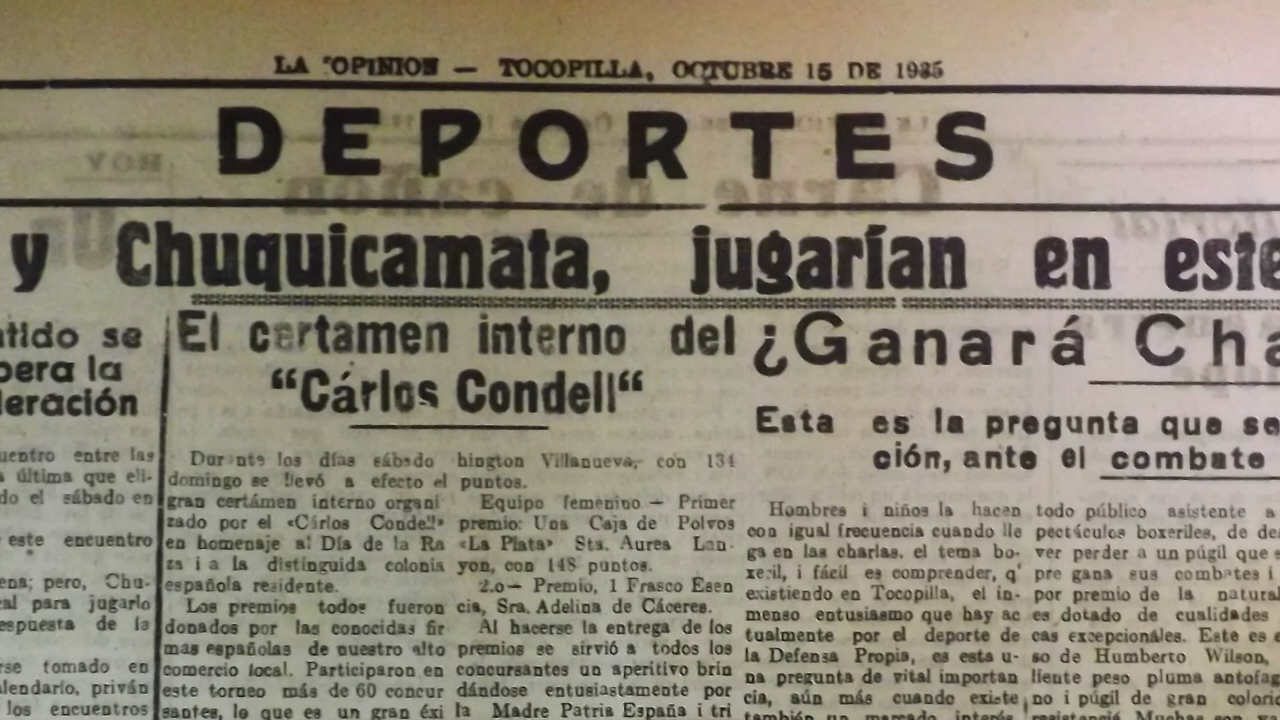 LA OPINION — TOCOPILLA, OCTUBRE 15 DE 1935
DEPORTES
y Chuquicamata, jugarían en este
tido se
pera la
eración
uentro entre las
última que eli-
do el sábado en
este encuentro
ena; pero, Chu-
al para jugarlo
espuesta de la
rse tomado en
alendario, priván
los encuentros
El certamen interno del
“Cárlos Condell“
Durante los días sábado
domingo se llevó a efecto el
gran certámen interno organi
zado por el «Cárlos Condell»
en homenaje al Día de la Ra
za i a la distinguida colonia
española residente.
Los premios todos fueron
donados por las conocidas fir
mas españolas de nuestro alto
comercio local. Participaron en
este torneo más de 60 concur
santes, lo que es un gran éxi
hington Villanueva, con 134
puntos.
Equipo femenino — Primer
premio: Una Caja de Polvos
«La Plata» Sta. Aurea Lan-
yon, con 148 puntos.
2.o— Premio, 1 Frasco Esen
cia, Sra. Adelina de Cáceres.
Al hacerse la entrega de los
premios se sirvió a todos los
concursantes un aperitivo brin
dándose entusiastamente por
la Madre Patria España i tri
¿Ganará Cha
Esta es la pregunta que se
ción, ante el combate
Hombres i niños la hacen
con igual frecuencia cuando lle
ga en las charlas, el tema bo-
xeril, i fácil es comprender, q'
existiendo en Tocopilla, el in-
menso entusiasmo que hay ac
tualmente por el deporte de
la Defensa Propia, es esta u-
na pregunta de vital importan
cia, aún más cuando existe
también un marcado interés
todo público asistente a
pectáculos boxeriles, de de
ver perder a un púgil que s
pre gana sus combates i
por premio de la natural
es dotado de cualidades
cas excepcionáles. Este es e
so de Humberto Wilson,
liente peso pluma antofag
no i púgil de gran colorid
resistenciá